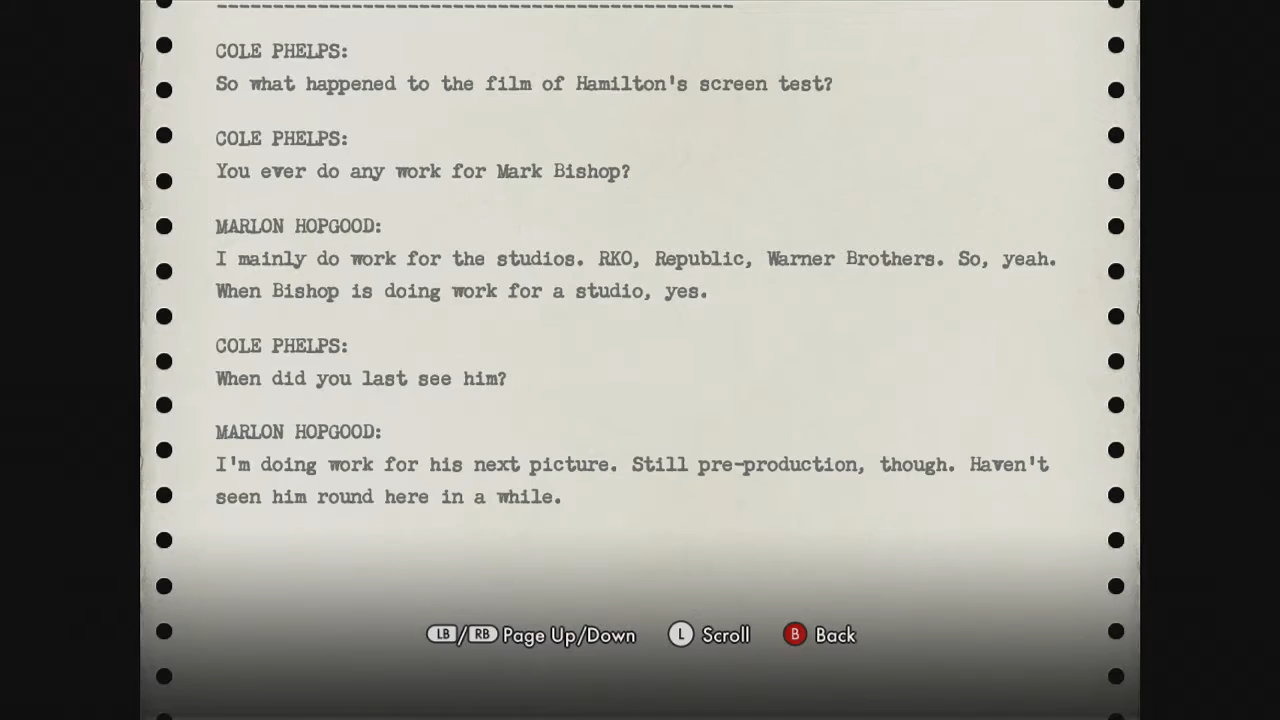 COLE PHELPS:
So what happened to the film of Hamilton's screen test?
COLE PHELPS:
You ever do any work for Mark Bishop?
MARLON HOPGOOD:
I mainly do work for the studios. RKO, Republic, Warner Brothers. So, yeah.
When Bishop is doing work for a studio, yes.
COLE PHELPS:
When did you last see him?
MARLON HOPGOOD:
I'm doing work for his next picture. Still pre-production, though. Haven't
seen him round here in a while.
LB/RB Page Up/Down L Scroll B Back